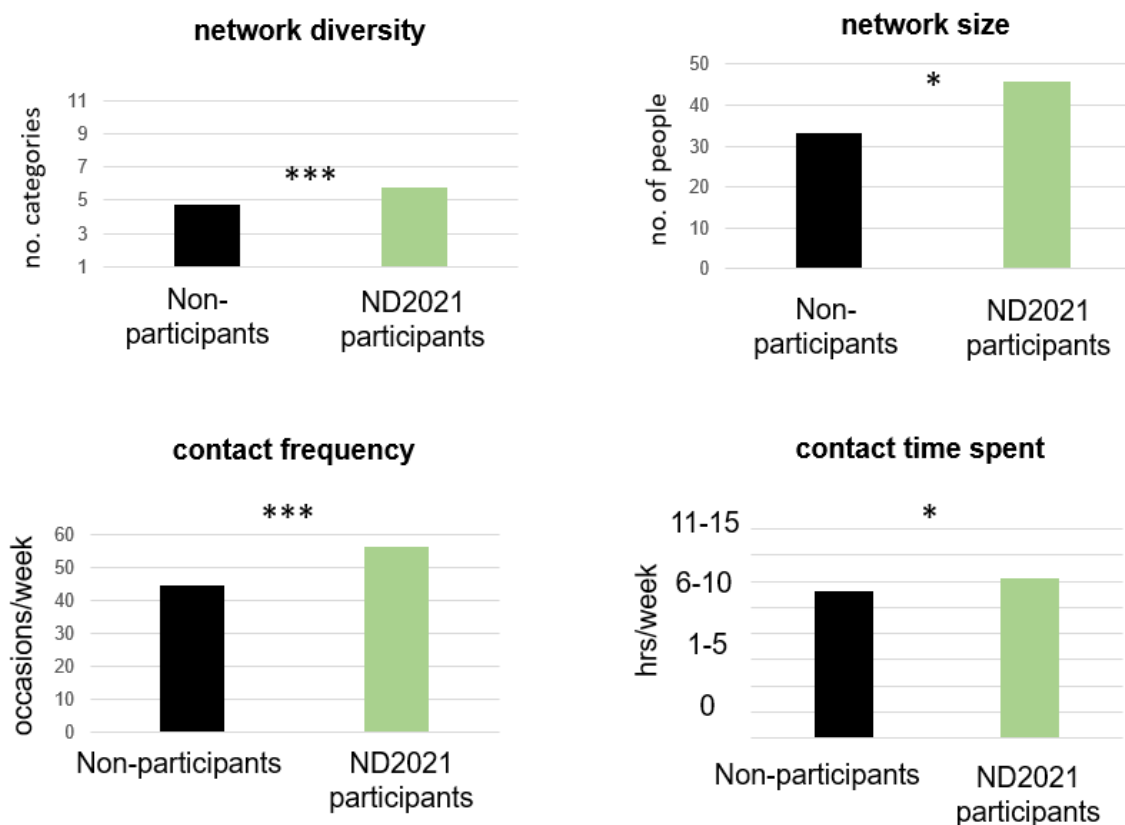 network diversity
no. categories
11
9
7
5
3
1
***
Non-
participants
ND2021
participants
network size
no. of people
50
40
30
20
10
0
*
Non-
participants
ND2021
participants
contact frequency
occasions/week
60
50
40
30
20
10
0
***
Non-participants
ND2021
participants
contact time spent
hrs/week
11-15
6-10
1-5
0
*
Non-participants
ND2021
participants